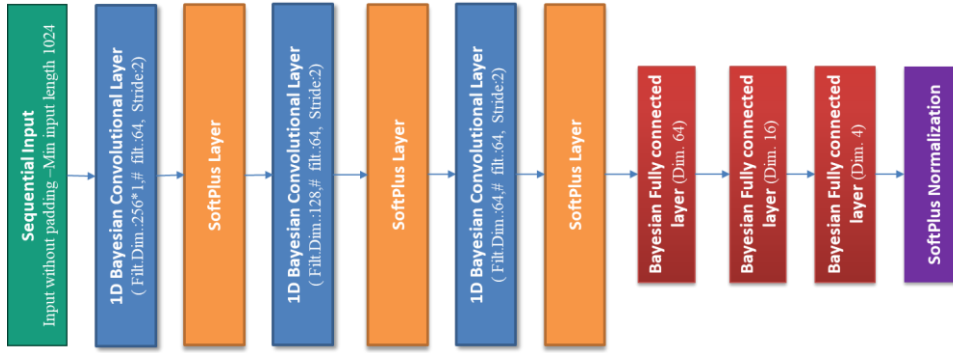 Sequential Input
Input without padding –Min input length 1024
1D Bayesian Convolutional Layer
( Filt.Dim.:256*1,# filt.:64, Stride:2)
SoftPlus Layer
1D Bayesian Convolutional Layer
( Filt.Dim.:128,# filt.:64, Stride:2)
SoftPlus Layer
1D Bayesian Convolutional Layer
( Filt.Dim.:64,# filt.:64, Stride:2)
SoftPlus Layer
Bayesian Fully connected
layer (Dim. 64)
Bayesian Fully connected
layer (Dim. 16)
Bayesian Fully connected
layer (Dim. 4)
SoftPlus Normalization